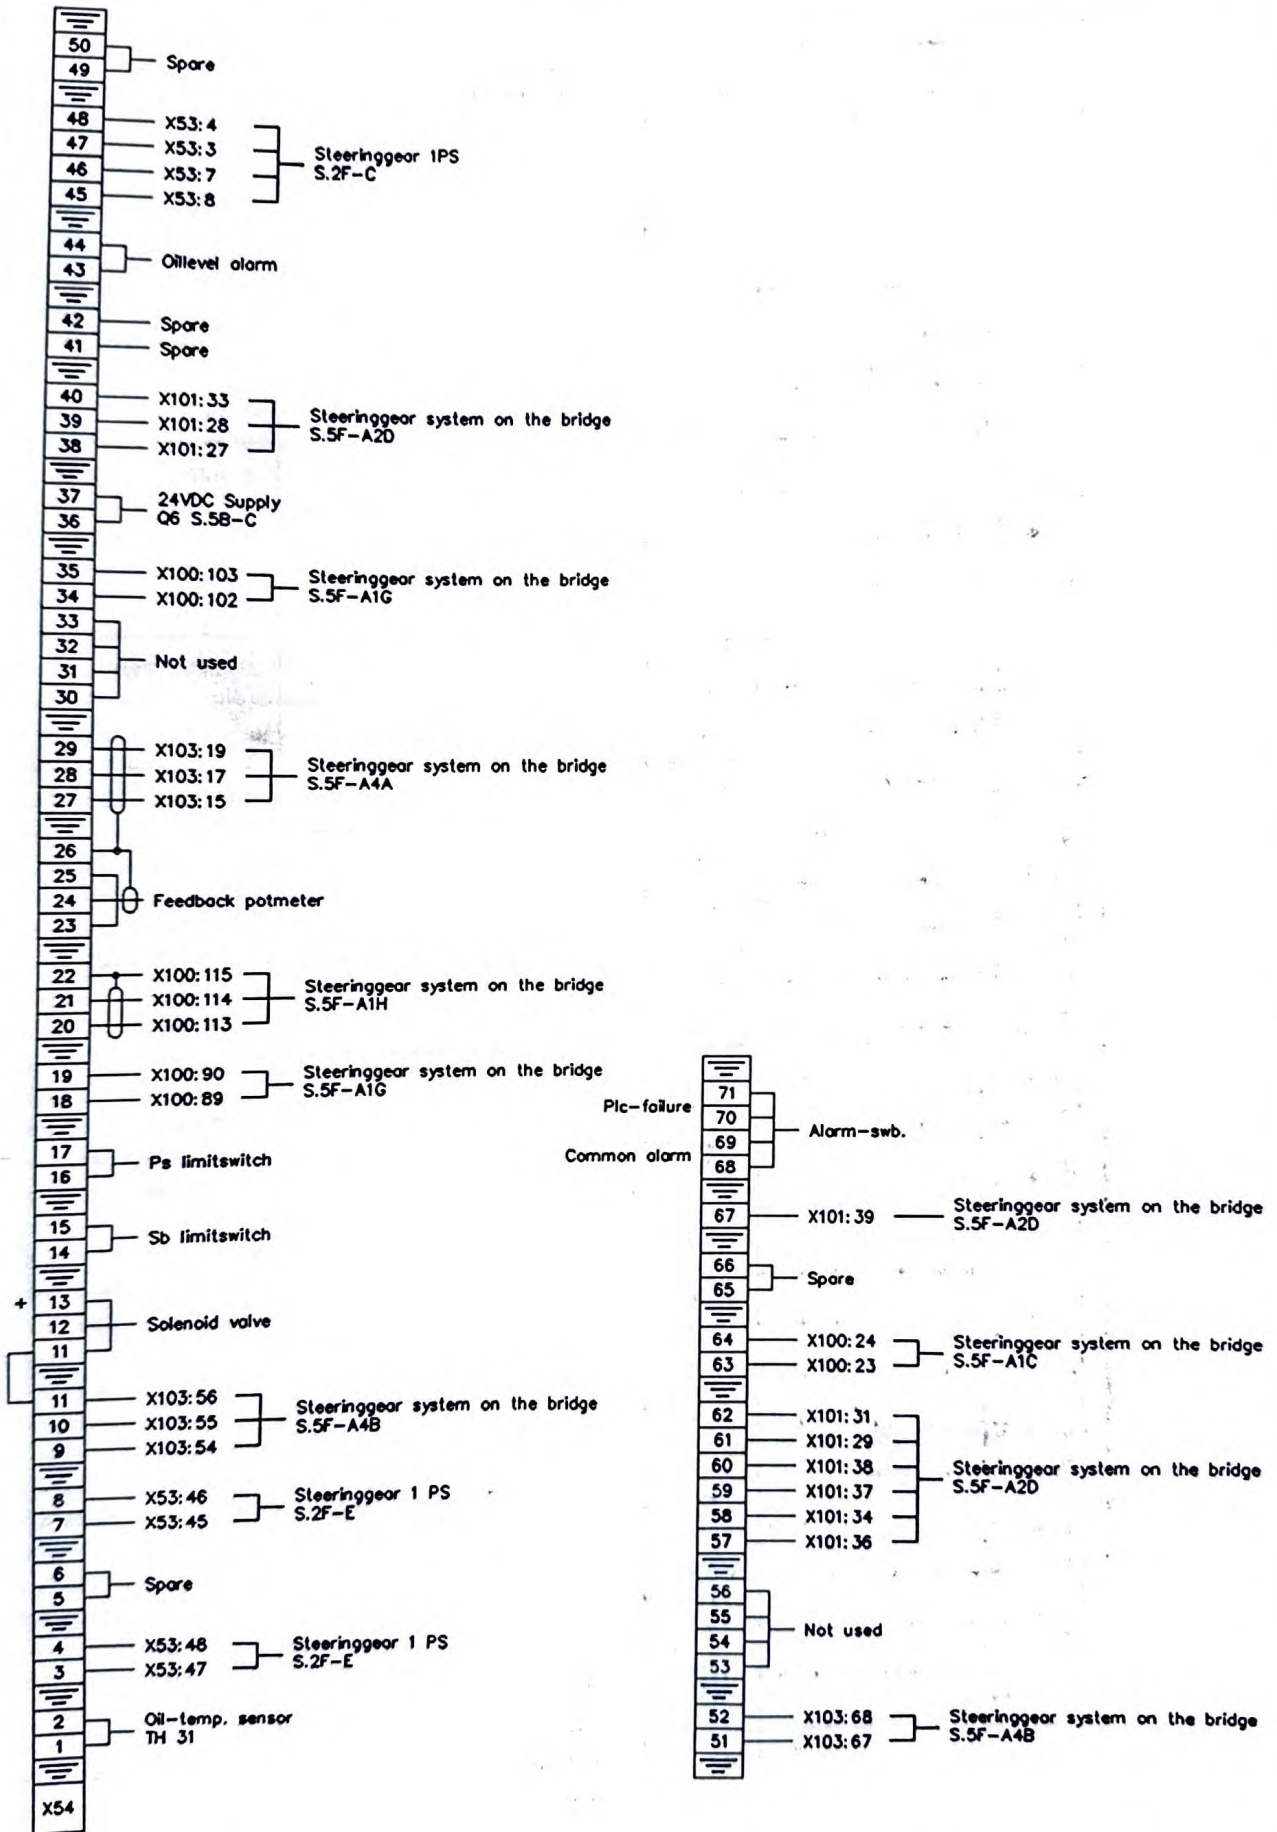 50
49
Spare
48 X53:4
47 X53:3
46 X53:7
45 X53:8
Steeringgear 1PS
S.2F-C
44
43
Oillevel alarm
42 Spare
41 Spare
40 X101:33
39 X101:28
38 X101:27
Steeringgear system on the bridge
S.5F-A2D
37
36
24VDC Supply
Q6 S.5B-C
35 X100:103
34 X100:102
Steeringgear system on the bridge
S.5F-A1G
33
32
31
30
Not used
29 X103:19
28 X103:17
27 X103:15
Steeringgear system on the bridge
S.5F-A4A
26
25
24 Feedback potmeter
23
22 X100:115
21 X100:114
20 X100:113
Steeringgear system on the bridge
S.5F-A1H
19 X100:90
18 X100:89
Steeringgear system on the bridge
S.5F-A1G
17
16
Ps limitswitch
15
14
Sb limitswitch
+ 13
12 Solenoid valve
11
11 X103:56
10 X103:55
9 X103:54
Steeringgear system on the bridge
S.5F-A4B
8 X53:46
7 X53:45
Steeringgear 1 PS
S.2F-E
6
5
Spare
4 X53:48
3 X53:47
Steeringgear 1 PS
S.2F-E
2
1
Oil-temp. sensor
TH 31
X54
71
Plc-failure
70
69
Common alarm
68
Alarm-swb.
67 X101:39
Steeringgear system on the bridge
S.5F-A2D
66
65
Spare
64 X100:24
63 X100:23
Steeringgear system on the bridge
S.5F-A1C
62 X101:31
61 X101:29
60 X101:38
59 X101:37
58 X101:34
57 X101:36
Steeringgear system on the bridge
S.5F-A2D
56
55
54
53
Not used
52 X103:68
51 X103:67
Steeringgear system on the bridge
S.5F-A4B